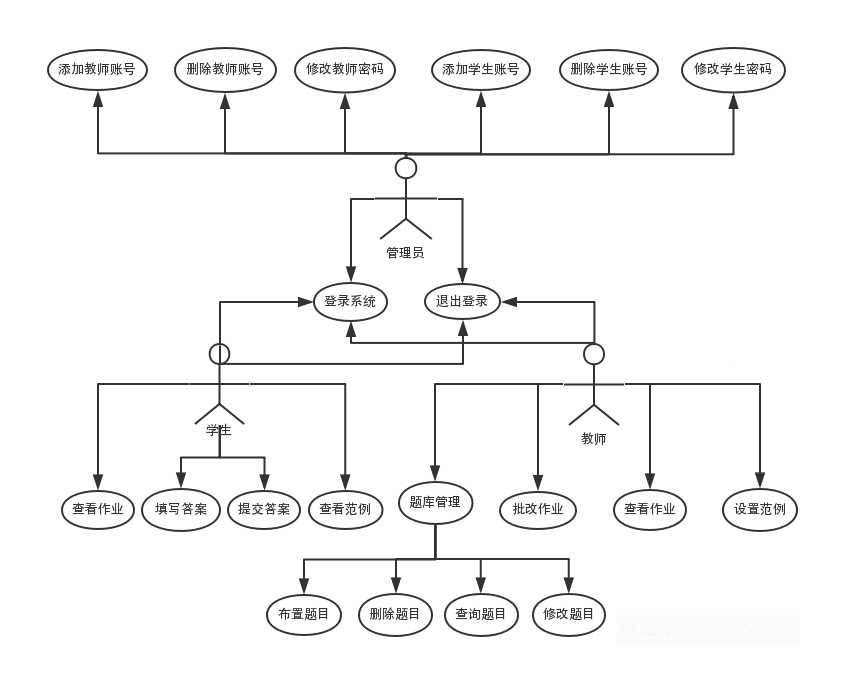 添加教师账号
删除教师账号
修改教师密码
添加学生账号
删除学生账号
修改学生密码
管理员
登录系统
退出登录
学生
教师
查看作业
填写答案
提交答案
查看范例
题库管理
批改作业
查看作业
设置范例
布置题目
删除题目
查询题目
修改题目